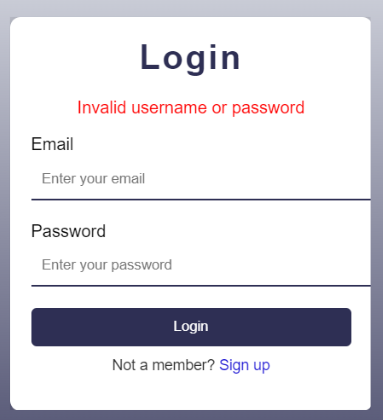 Login
Invalid username or password
Email
Enter your email
Password
Enter your password
Login
Not a member? Sign up